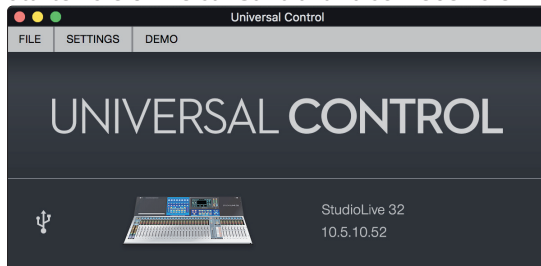 Universal Control
FILE SETTINGS DEMO
UNIVERSAL CONTROL
StudioLive 32
10.5.10.52